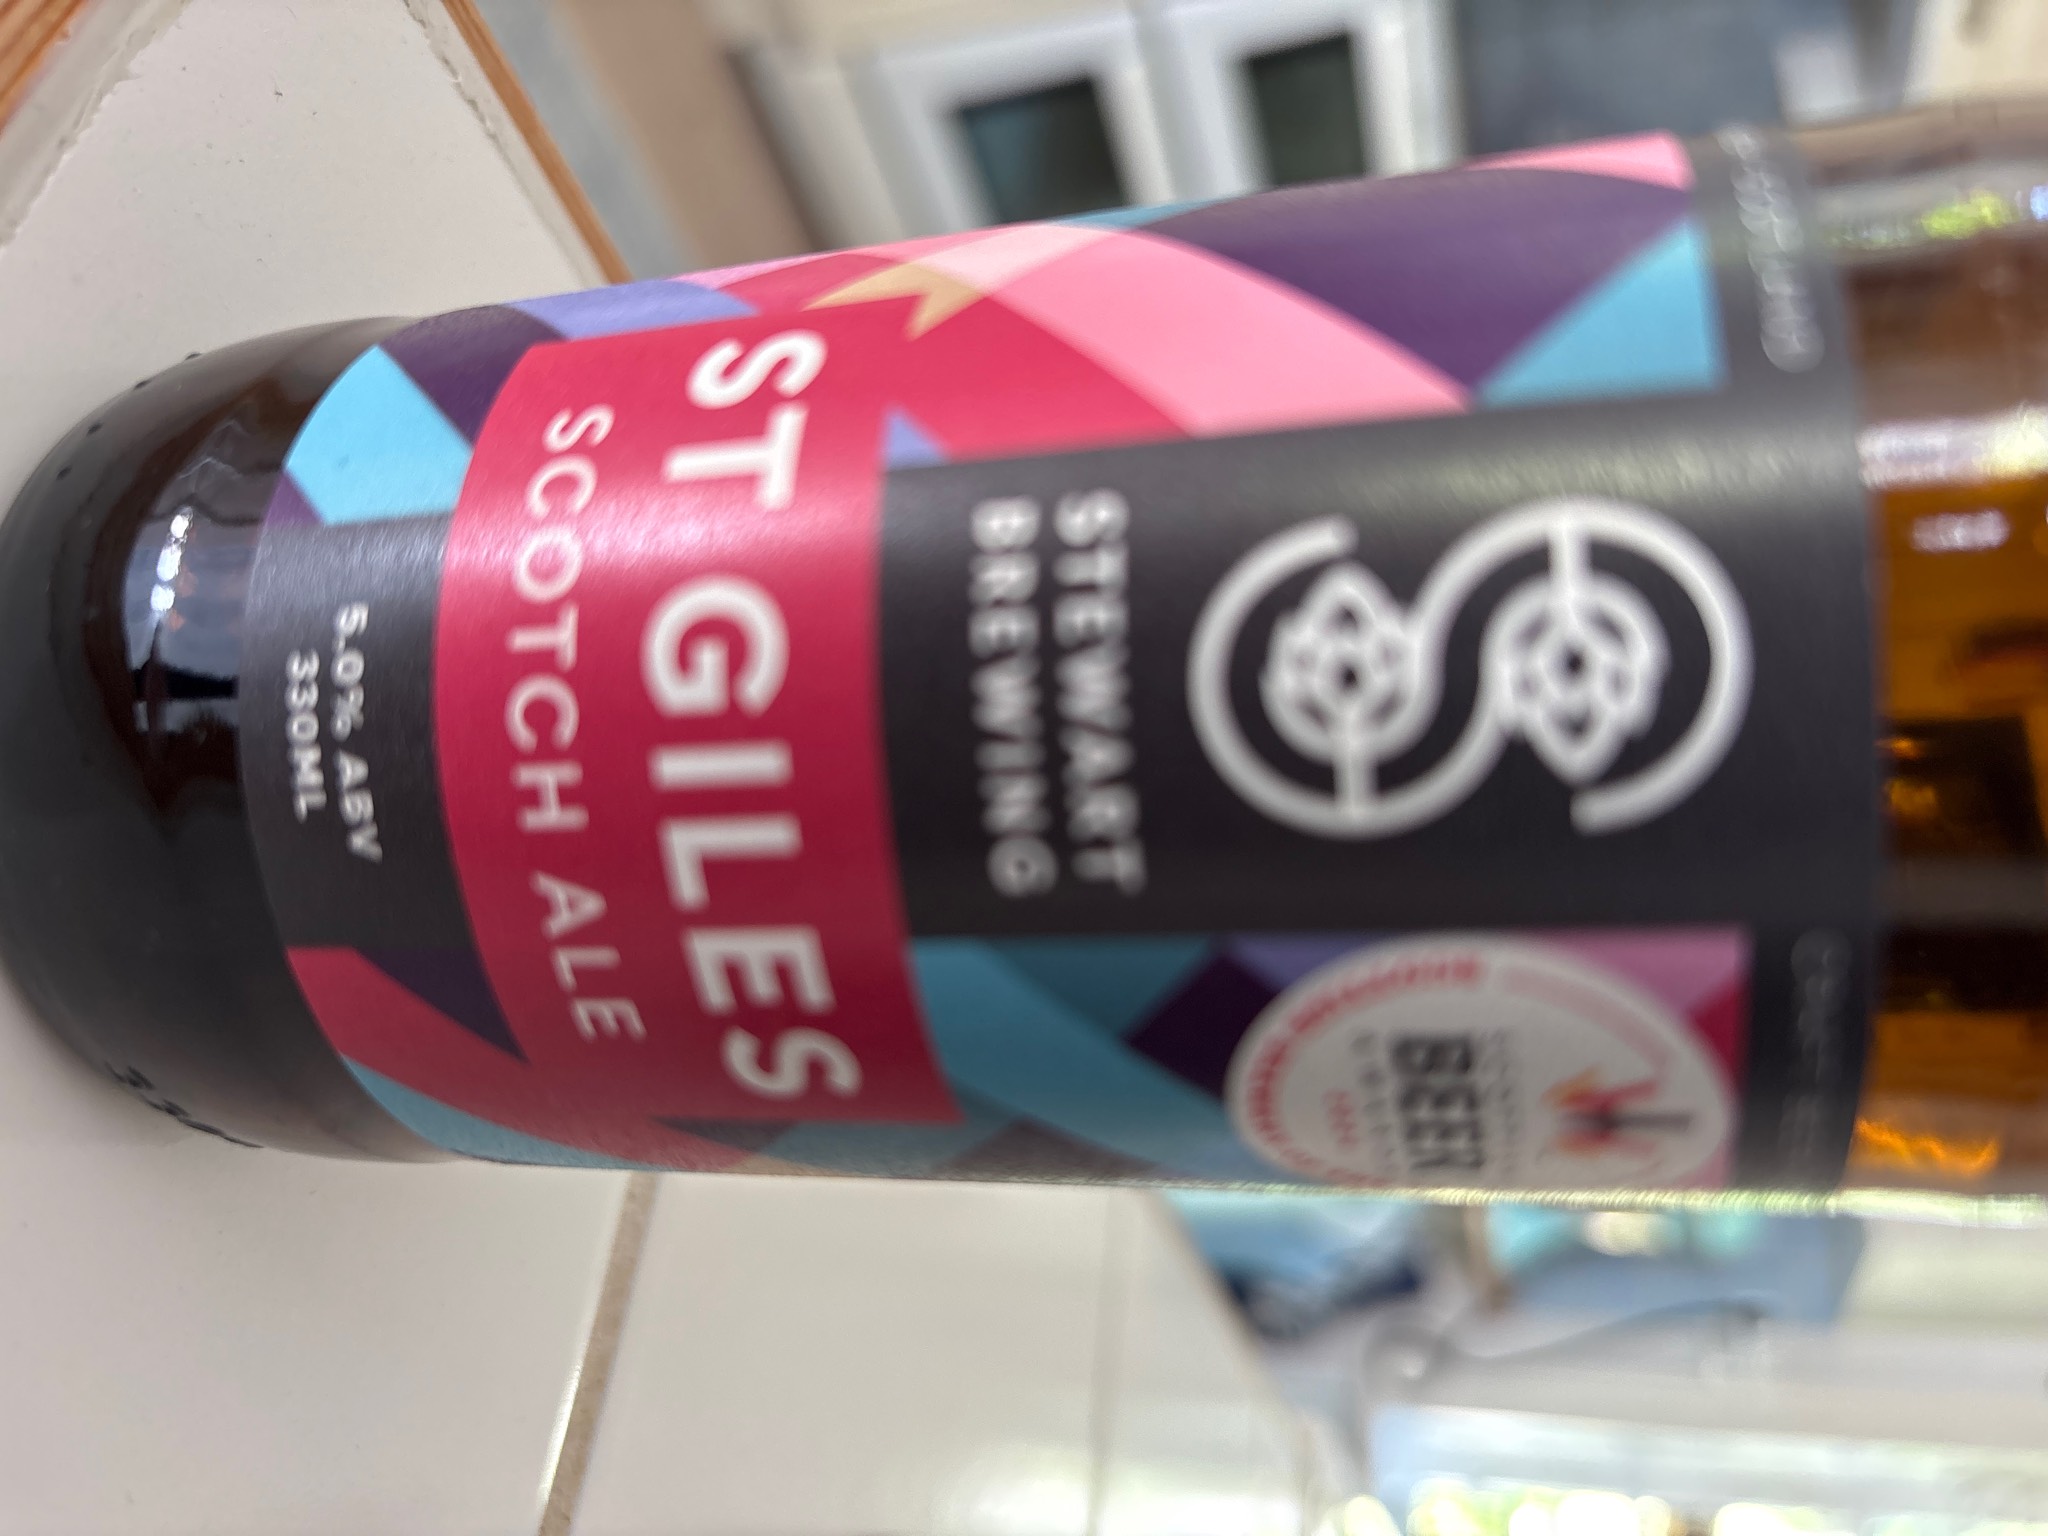 STEWART
BREWING
ST GILES
SCOTCH ALE
5.0% ABV
330ML
BEER